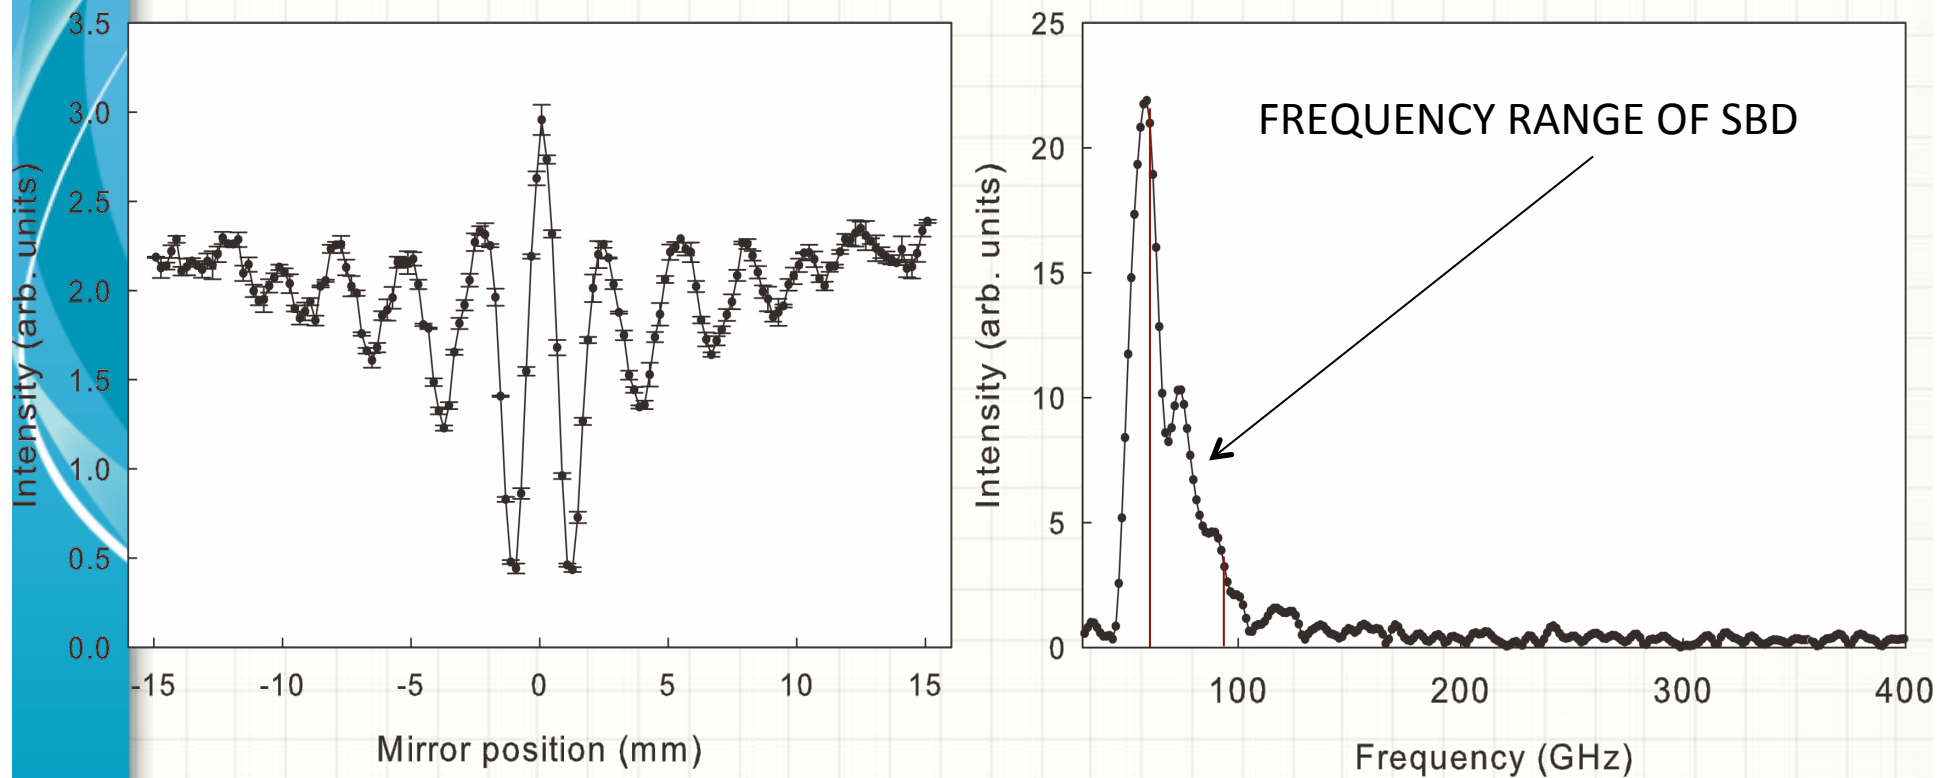 3.5
3.0
2.5
2.0
1.5
1.0
0.5
0.0
Intensity (arb. units)
-15 -10 -5 0 5 10 15
Mirror position (mm)
25
20
15
10
5
0
Intensity (arb. units)
FREQUENCY RANGE OF SBD
100 200 300 400
Frequency (GHz)